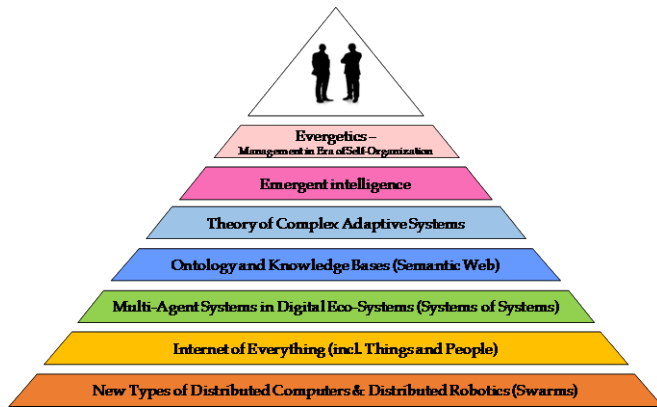 Evergetics –
Management in Era of Self-Organization
Emergent intelligence
Theory of Complex Adaptive Systems
Ontology and Knowledge Bases (Semantic Web)
Multi-Agent Systems in Digital Eco-Systems (Systems of Systems)
Internet of Everything (incl. Things and People)
New Types of Distributed Computers & Distributed Robotics (Swarms)